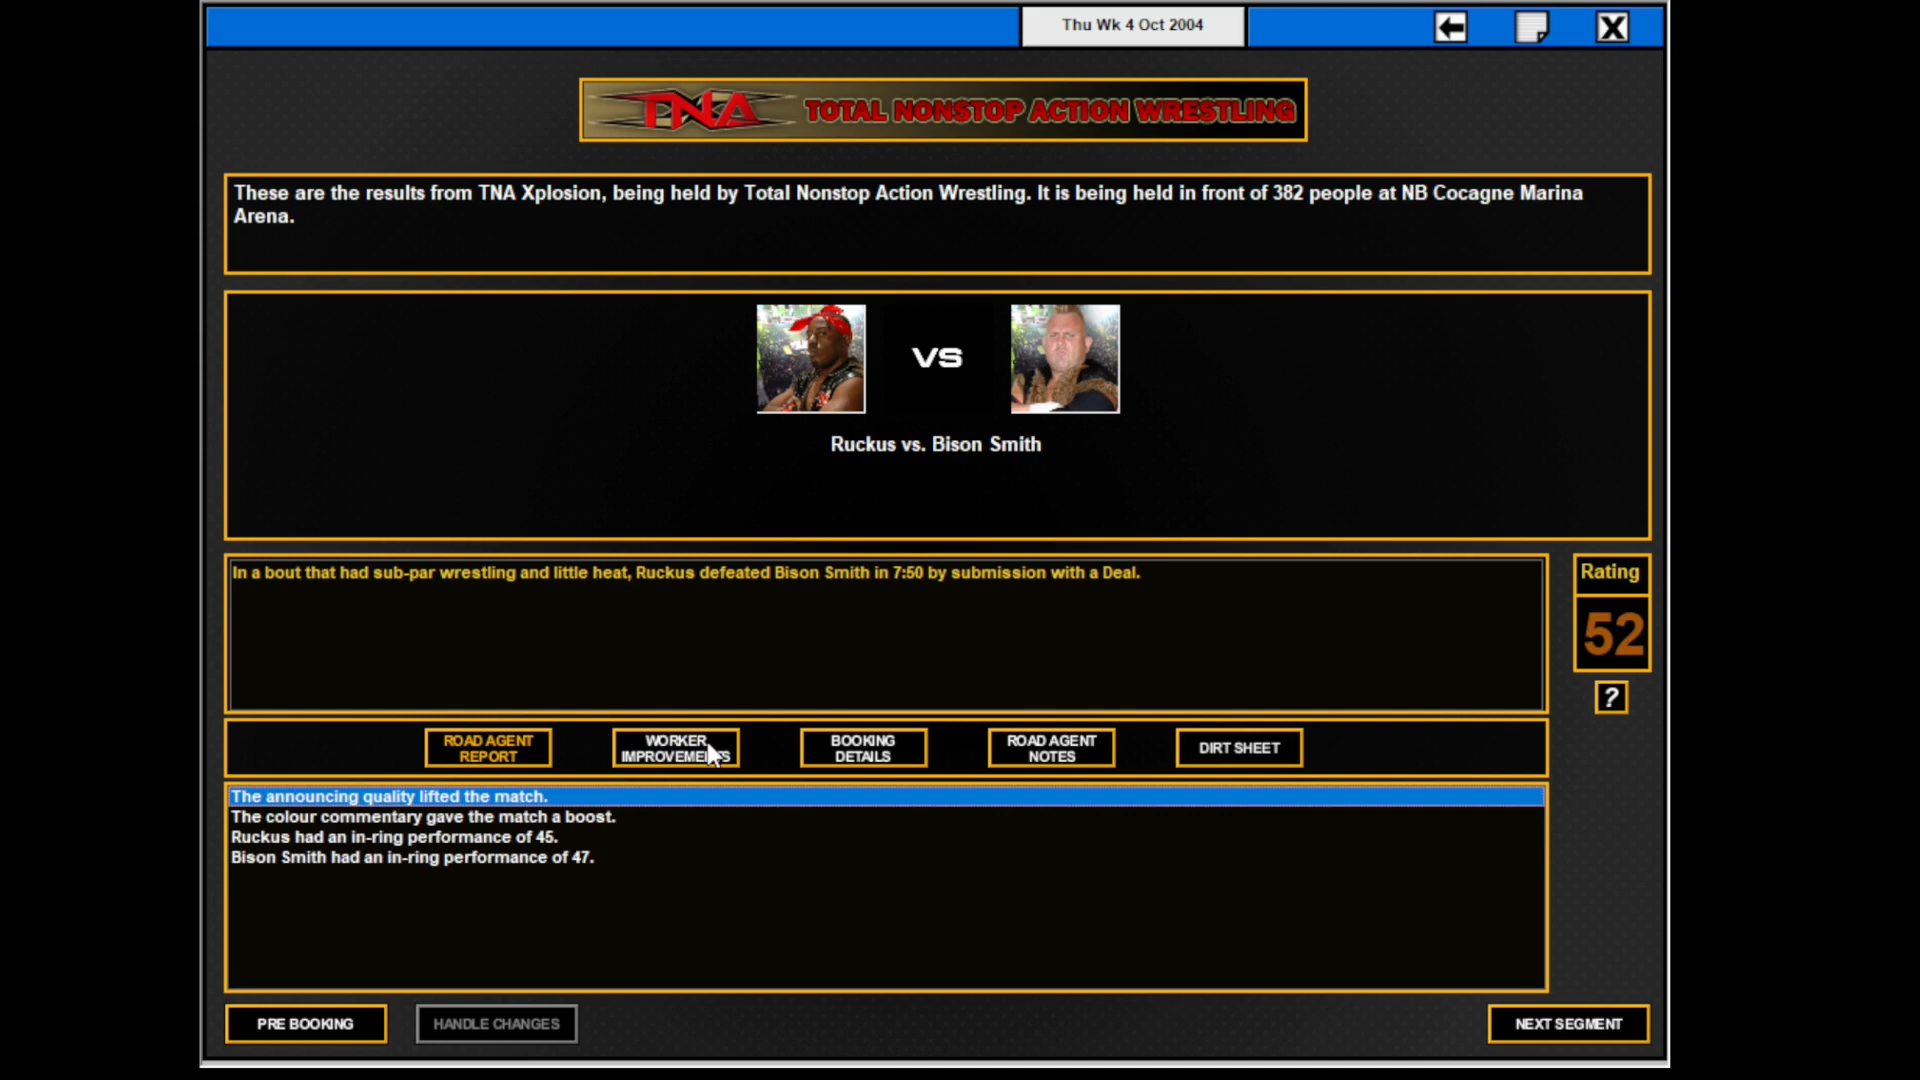 Thu Wk 4 Oct 2004
TNA TOTAL NONSTOP ACTION WRESTLING
These are the results from TNA Xplosion, being held by Total Nonstop Action Wrestling. It is being held in front of 382 people at NB Cocagne Marina
Arena.
VS
Ruckus vs. Bison Smith
In a bout that had sub-par wrestling and little heat, Ruckus defeated Bison Smith in 7:50 by submission with a Deal.
Rating
52
?
ROAD AGENT
REPORT
WORKER
IMPROVEMENTS
BOOKING
DETAILS
ROAD AGENT
NOTES
DIRT SHEET
The announcing quality lifted the match.
The colour commentary gave the match a boost.
Ruckus had an in-ring performance of 45.
Bison Smith had an in-ring performance of 47.
PRE BOOKING
HANDLE CHANGES
NEXT SEGMENT